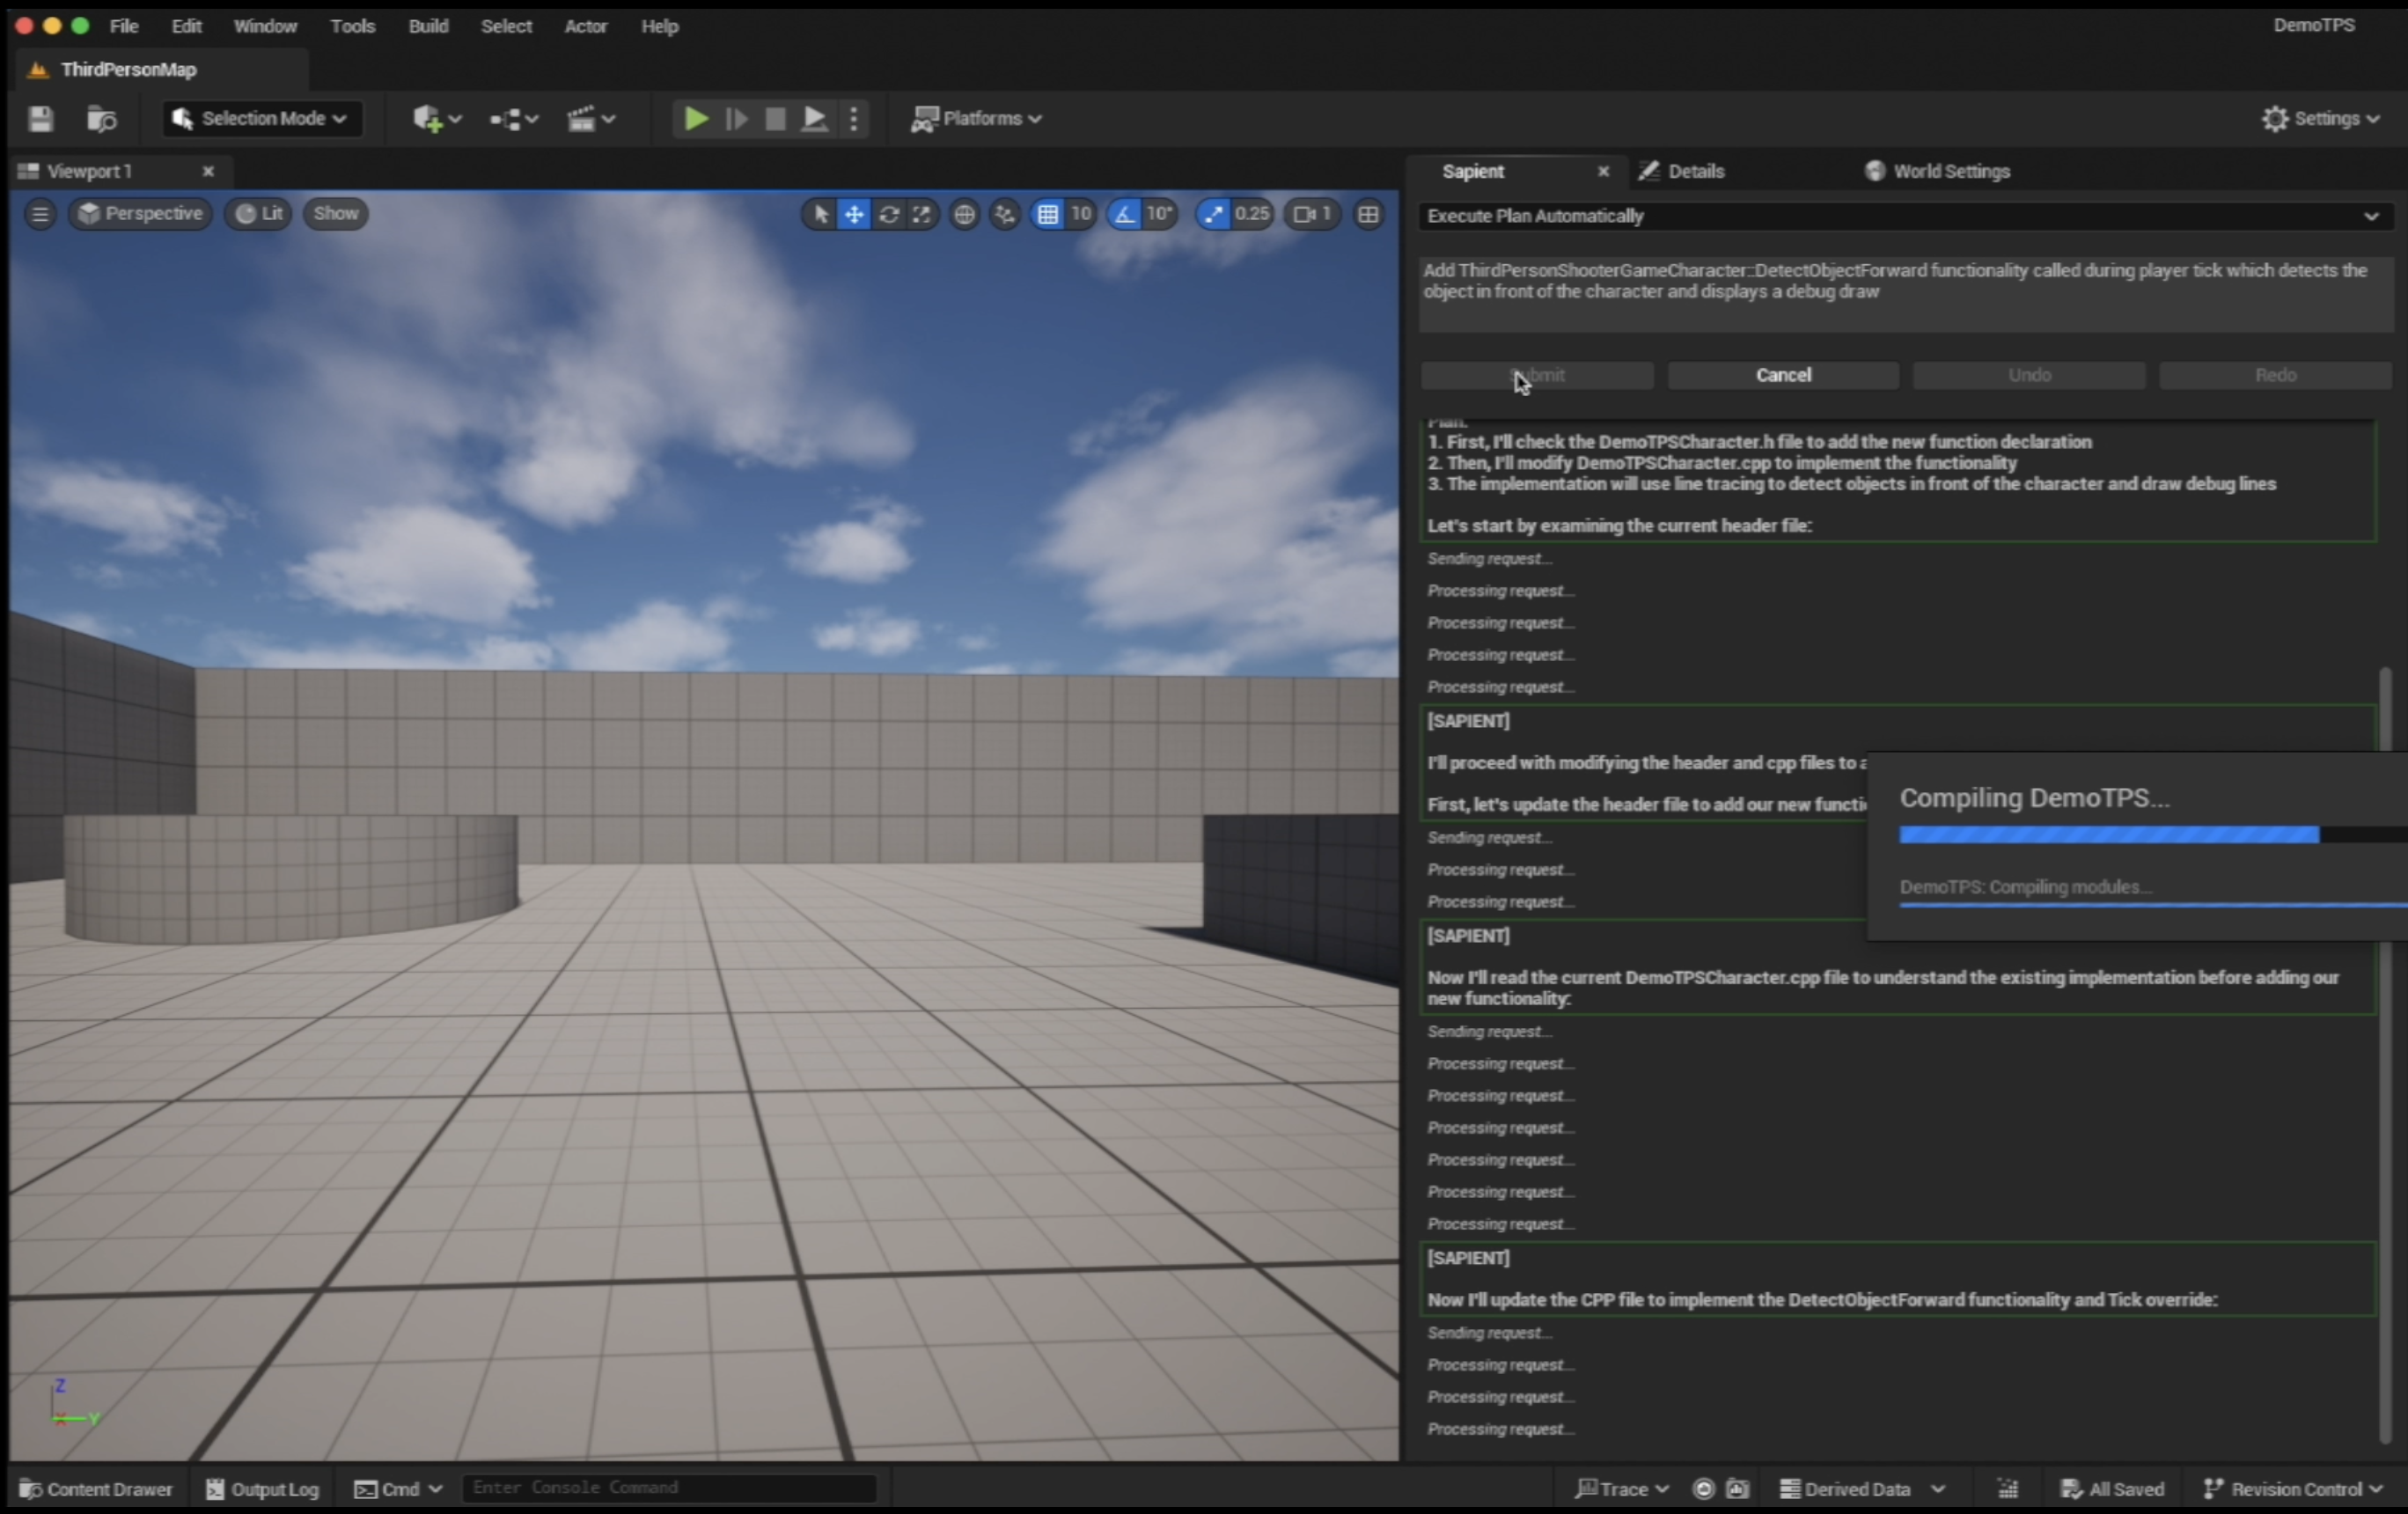 File Edit Window Tools Build Select Actor Help DemoTPS
ThirdPersonMap
Selection Mode Platforms Settings
Viewport 1 Sapient Details World Settings
Perspective Lit Show 10 10° 0.25 1
Execute Plan Automatically
Add ThirdPersonShooterGameCharacter::DetectObjectForward functionality called during player tick which detects the
object in front of the character and displays a debug draw
Submit Cancel Undo Redo
Plan:
1. First, I'll check the DemoTPSCharacter.h file to add the new function declaration
2. Then, I'll modify DemoTPSCharacter.cpp to implement the functionality
3. The implementation will use line tracing to detect objects in front of the character and draw debug lines
Let's start by examining the current header file:
Sending request...
Processing request...
Processing request...
Processing request...
Processing request...
[SAPIENT]
I'll proceed with modifying the header and cpp files to a
First, let's update the header file to add our new functi
Sending request...
Processing request...
Processing request...
Compiling DemoTPS...
DemoTPS: Compiling modules...
[SAPIENT]
Now I'll read the current DemoTPSCharacter.cpp file to understand the existing implementation before adding our
new functionality:
Sending request...
Processing request...
Processing request...
Processing request...
Processing request...
Processing request...
Processing request...
[SAPIENT]
Now I'll update the CPP file to implement the DetectObjectForward functionality and Tick override:
Sending request...
Processing request...
Processing request...
Processing request...
Z
X Y
Content Drawer Output Log Cmd Enter Console Command Trace Derived Data All Saved Revision Control